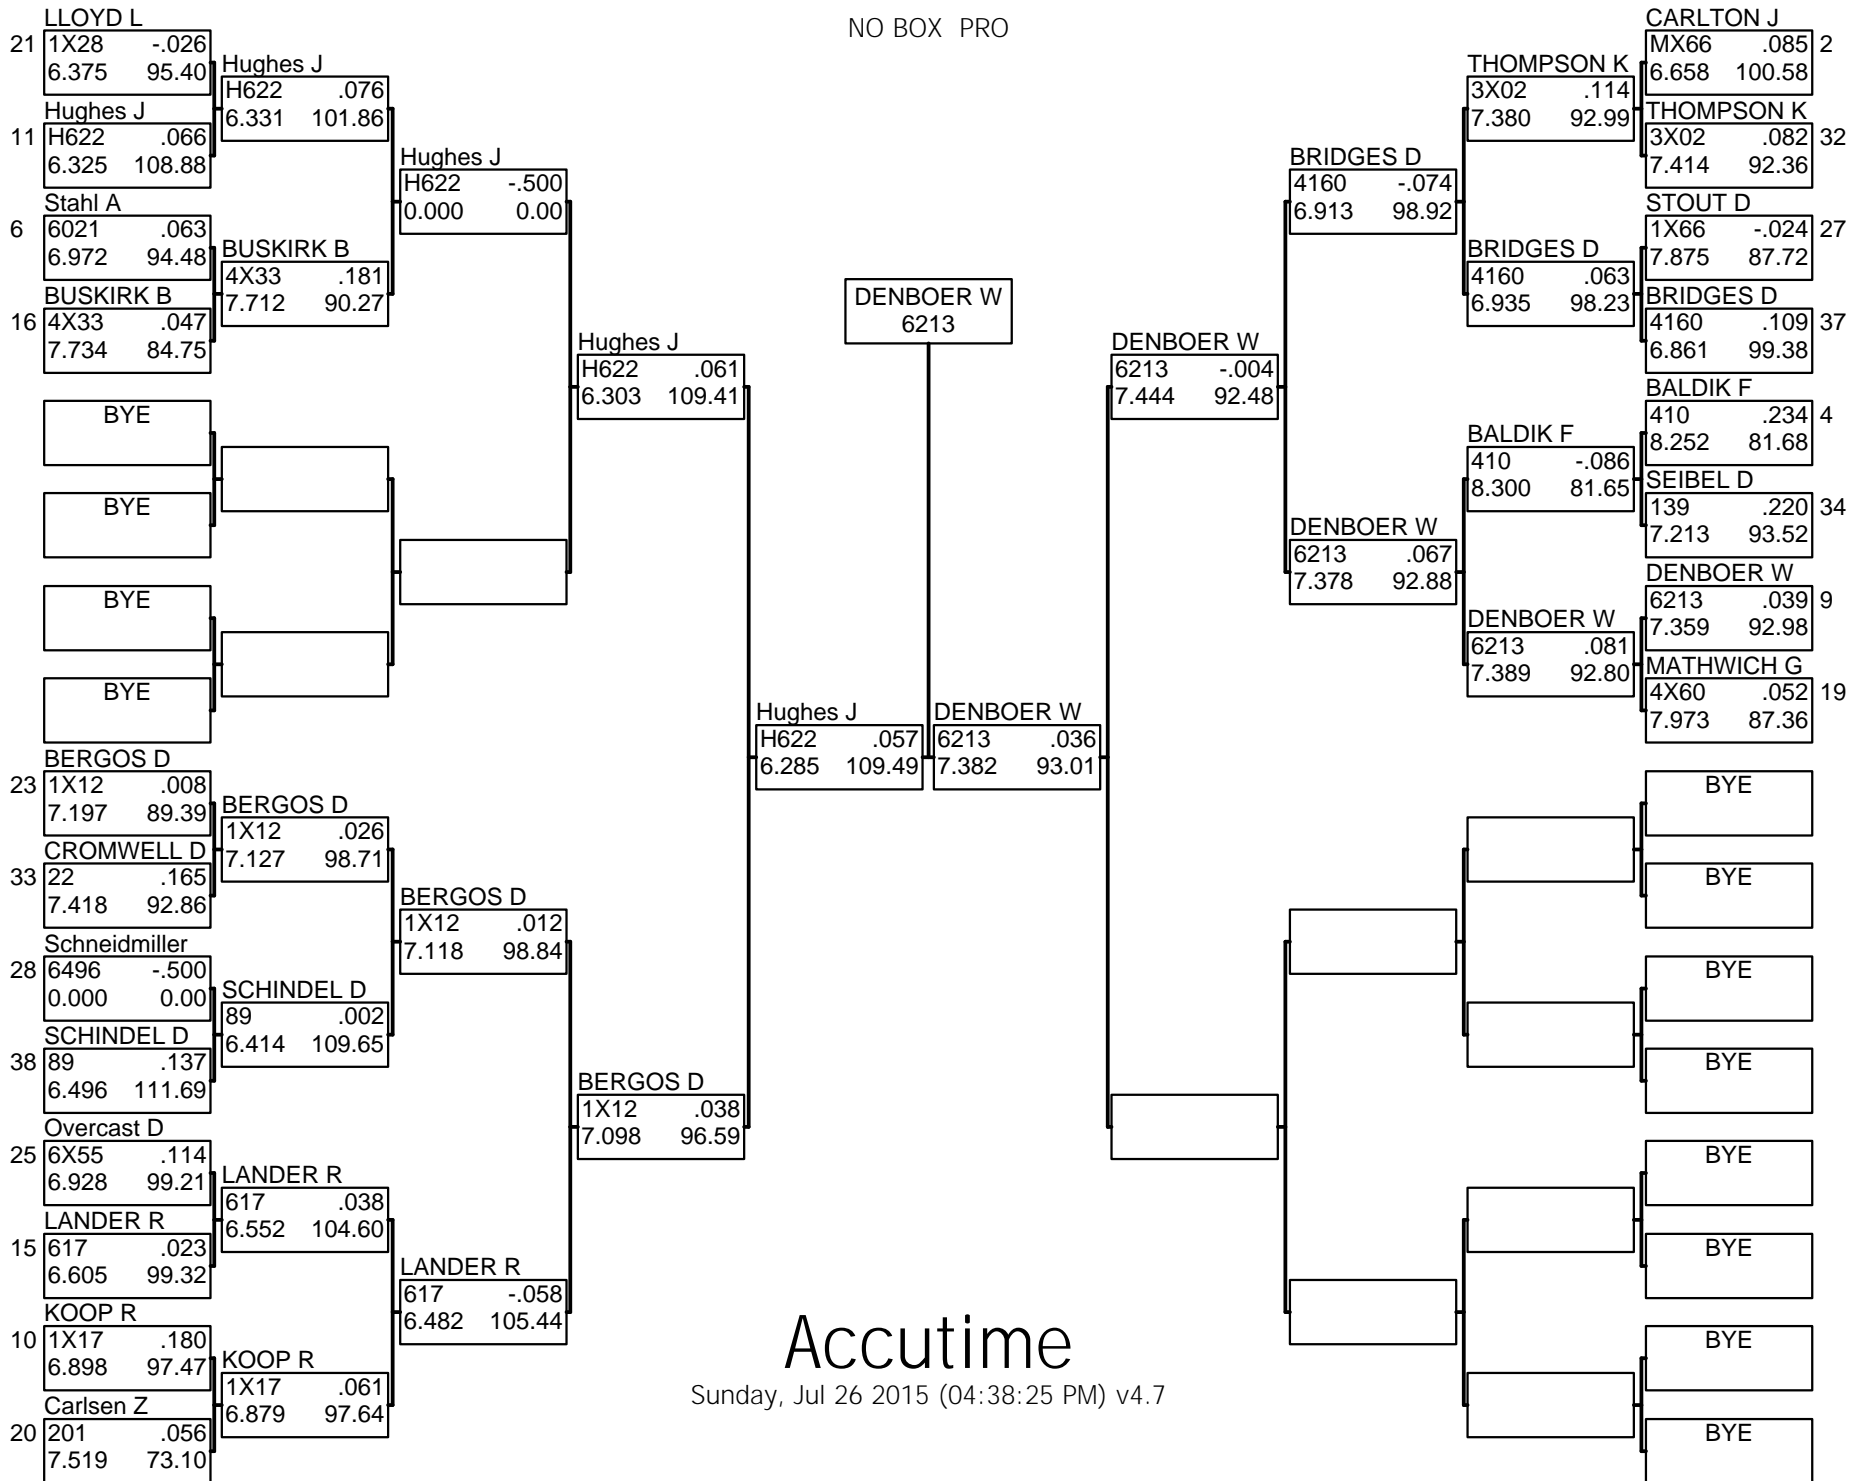 NO BOX PRO
LLOYD L
21 1X28 -.026
6.375 95.40
Hughes J
11 H622 .066
6.325 108.88
Stahl A
6 6021 .063
6.972 94.48
BUSKIRK B
16 4X33 .047
7.734 84.75
BYE
BYE
BYE
BYE
BERGOS D
23 1X12 .008
7.197 89.39
CROMWELL D
33 22 .165
7.418 92.86
Schneidmiller
28 6496 -.500
0.000 0.00
SCHINDEL D
38 89 .137
6.496 111.69
Overcast D
25 6X55 .114
6.928 99.21
LANDER R
15 617 .023
6.605 99.32
KOOP R
10 1X17 .180
6.898 97.47
Carlsen Z
20 201 .056
7.519 73.10
Hughes J
H622 .076
6.331 101.86
BUSKIRK B
4X33 .181
7.712 90.27
BERGOS D
1X12 .026
7.127 98.71
SCHINDEL D
89 .002
6.414 109.65
LANDER R
617 .038
6.552 104.60
KOOP R
1X17 .061
6.879 97.64
Hughes J
H622 -.500
0.000 0.00
BERGOS D
1X12 .012
7.118 98.84
LANDER R
617 -.058
6.482 105.44
Hughes J
H622 .061
6.303 109.41
BERGOS D
1X12 .038
7.098 96.59
Hughes J
H622 .057
6.285 109.49
DENBOER W
6213
DENBOER W
6213 .036
7.382 93.01
DENBOER W
6213 -.004
7.444 92.48
BRIDGES D
4160 -.074
6.913 98.92
DENBOER W
6213 .067
7.378 92.88
THOMPSON K
3X02 .114
7.380 92.99
BRIDGES D
4160 .063
6.935 98.23
BALDIK F
410 -.086
8.300 81.65
DENBOER W
6213 .081
7.389 92.80
CARLTON J
MX66 .085 2
6.658 100.58
THOMPSON K
3X02 .082 32
7.414 92.36
STOUT D
1X66 -.024 27
7.875 87.72
BRIDGES D
4160 .109 37
6.861 99.38
BALDIK F
410 .234 4
8.252 81.68
SEIBEL D
139 .220 34
7.213 93.52
DENBOER W
6213 .039 9
7.359 92.98
MATHWICH G
4X60 .052 19
7.973 87.36
BYE
BYE
BYE
BYE
BYE
BYE
BYE
BYE
Accutime
Sunday, Jul 26 2015 (04:38:25 PM) v4.7